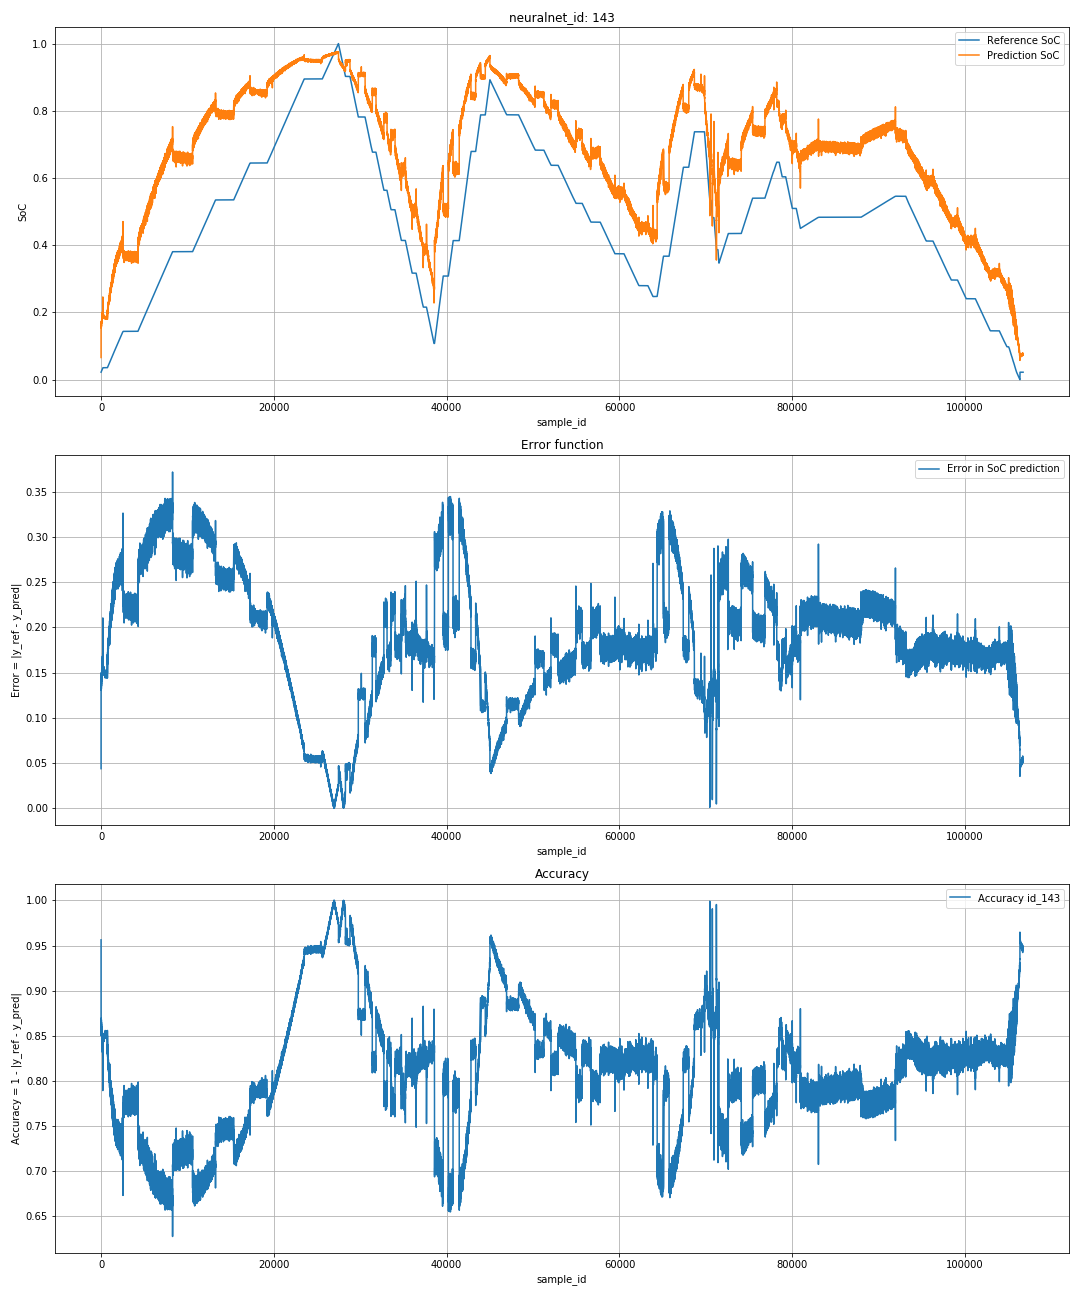 neuralnet_id: 143
1.0
0.8
0.6
0.4
0.2
0.0
SoC
Reference SoC
Prediction SoC
0 20000 40000 60000 80000 100000
sample_id
Error function
0.35
0.30
0.25
0.20
0.15
0.10
0.05
0.00
Error = |y_ref - y_pred|
Error in SoC prediction
0 20000 40000 60000 80000 100000
sample_id
Accuracy
1.00
0.95
0.90
0.85
0.80
0.75
0.70
0.65
Accuracy = 1 - |y_ref - y_pred|
Accuracy id_143
0 20000 40000 60000 80000 100000
sample_id